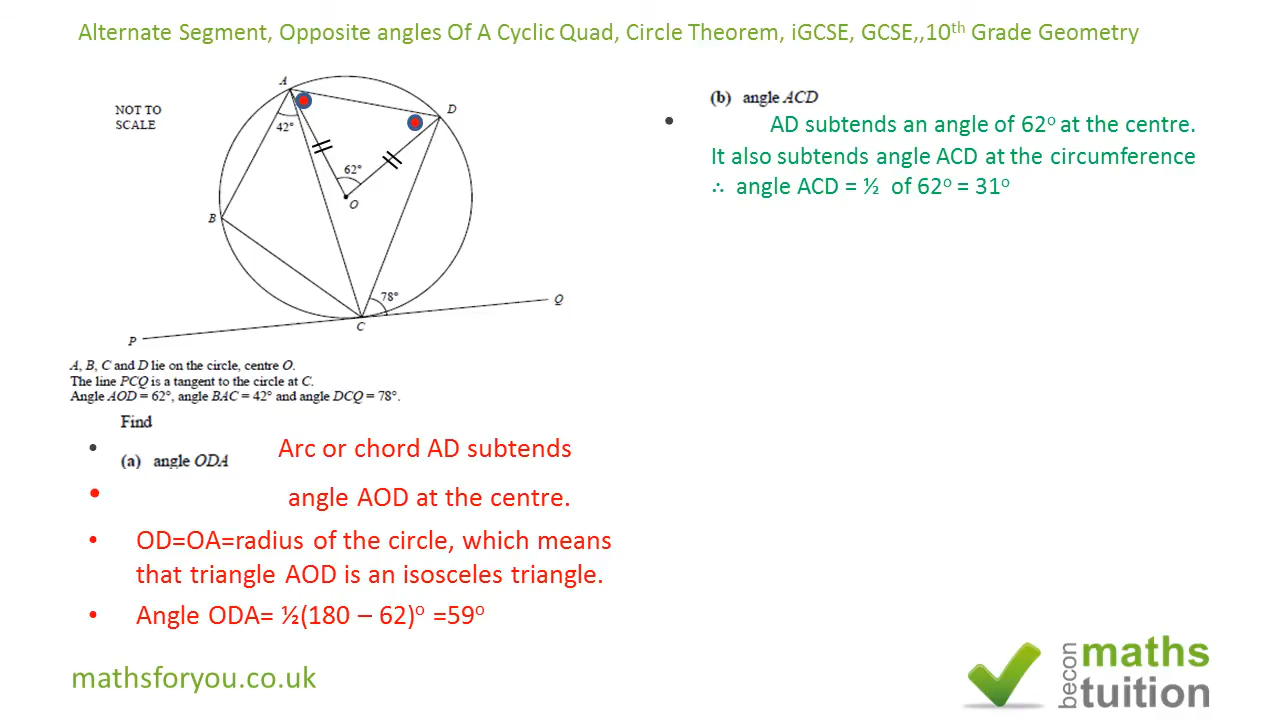 Alternate Segment, Opposite angles Of A Cyclic Quad, Circle Theorem, iGCSE, GCSE,,10th Grade Geometry
NOT TO
SCALE
A
D
42°
62°
O
B
78°
Q
C
P
A, B, C and D lie on the circle, centre O.
The line PCQ is a tangent to the circle at C.
Angle AOD = 62°, angle BAC = 42° and angle DCQ = 78°.
Find
(a) angle ODA
• Arc or chord AD subtends
• angle AOD at the centre.
• OD=OA=radius of the circle, which means
that triangle AOD is an isosceles triangle.
• Angle ODA= ½(180 – 62)º =59º
(b) angle ACD
• AD subtends an angle of 62º at the centre.
It also subtends angle ACD at the circumference
∴ angle ACD = ½ of 62º = 31º
mathsforyou.co.uk
becon
maths
tuition